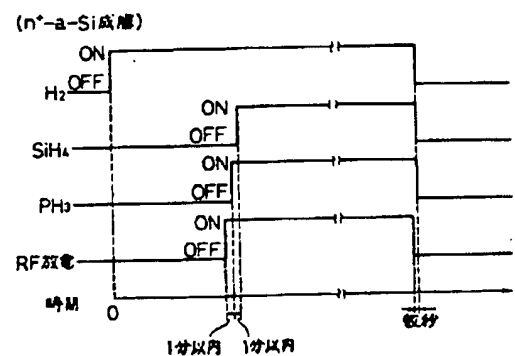 (n⁺-a-Si成膜)
ON
OFF
H₂
ON
OFF
SiH₄
ON
OFF
PH₃
ON
OFF
RF放電
時間
0
数秒
1分以内
1分以内